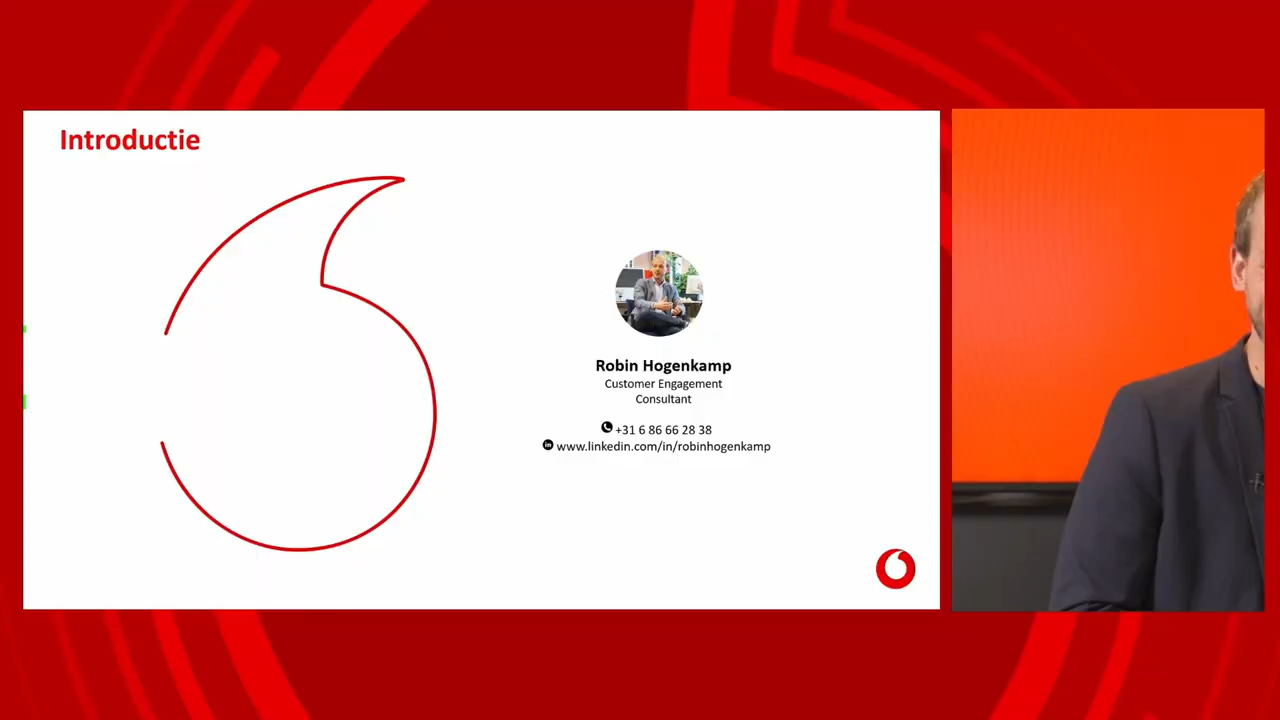 Introductie
Robin Hogenkamp
Customer Engagement
Consultant
+31 6 86 66 28 38
www.linkedin.com/in/robinhogenkamp